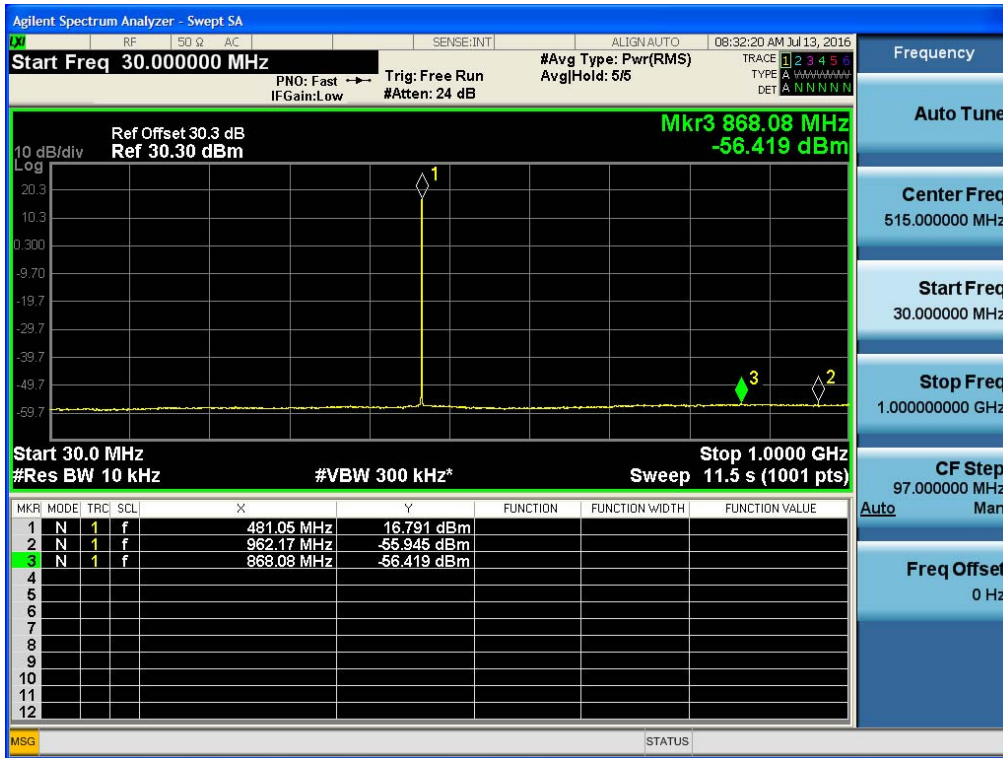 Agilent Spectrum Analyzer - Swept SA
LXI RF 50 Ω AC SENSE:INT ALIGN AUTO 08:32:20 AM Jul 13, 2016
Start Freq 30.000000 MHz
PNO: Fast
IFGain:Low
Trig: Free Run
#Atten: 24 dB
#Avg Type: Pwr(RMS)
Avg|Hold: 5/5
TRACE 1 2 3 4 5 6
TYPE A
DET A N N N N N
Mkr3 868.08 MHz
-56.419 dBm
Ref Offset 30.3 dB
10 dB/div Ref 30.30 dBm
Log
20.3
10.3
0.300
-9.70
-19.7
-29.7
-39.7
-49.7
-59.7
1
3
2
Start 30.0 MHz Stop 1.0000 GHz
#Res BW 10 kHz #VBW 300 kHz* Sweep 11.5 s (1001 pts)
MKR MODE TRC SCL X Y FUNCTION FUNCTION WIDTH FUNCTION VALUE
1 N 1 f 481.05 MHz 16.791 dBm
2 N 1 f 962.17 MHz -55.945 dBm
3 N 1 f 868.08 MHz -56.419 dBm
4
5
6
7
8
9
10
11
12
MSG STATUS
Frequency
Auto Tune
Center Freq
515.000000 MHz
Start Freq
30.000000 MHz
Stop Freq
1.000000000 GHz
CF Step
97.000000 MHz
Auto Man
Freq Offset
0 Hz